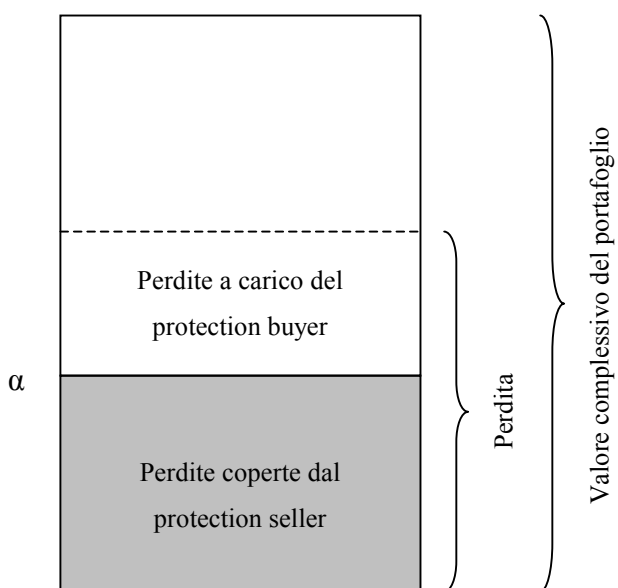 Perdite a carico del
protection buyer
α
Perdite coperte dal
protection seller
Perdita
Valore complessivo del portafoglio